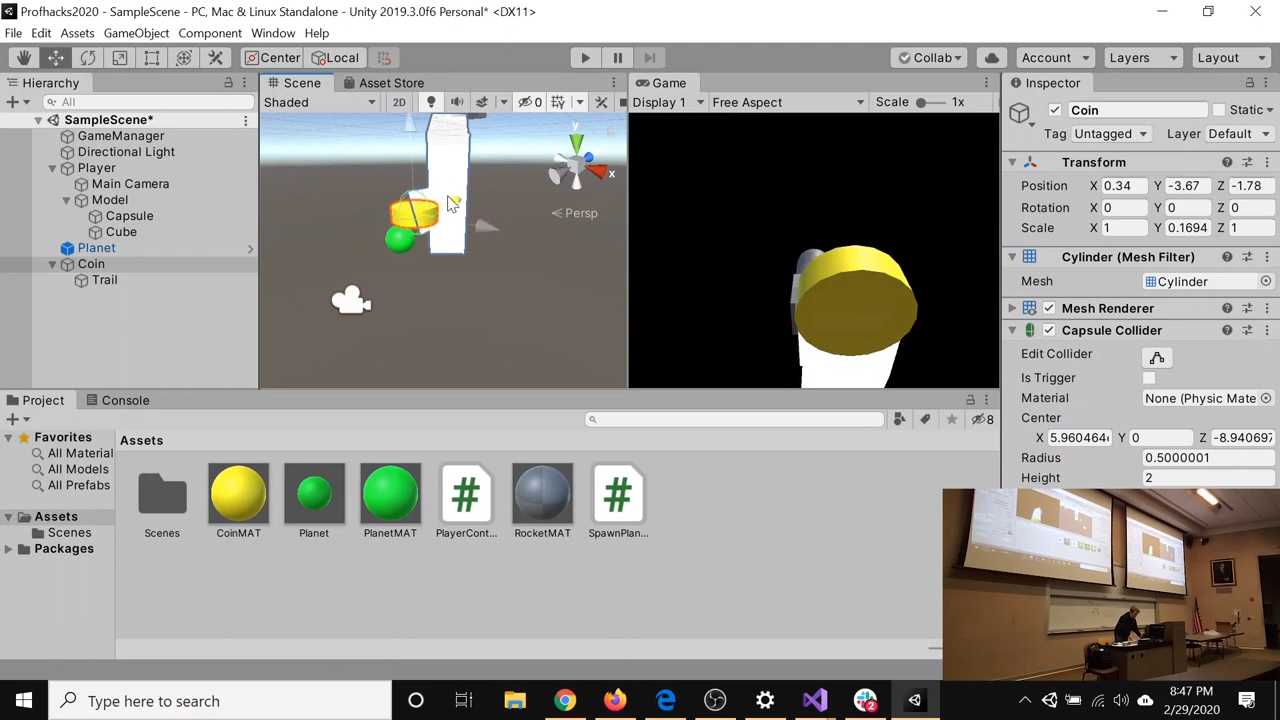 Profhacks2020 - SampleScene - PC, Mac & Linux Standalone - Unity 2019.3.0f6 Personal* <DX11>
File Edit Assets GameObject Component Window Help
Center Local Collab Account Layers Layout
Hierarchy
All
SampleScene*
GameManager
Directional Light
Player
Main Camera
Model
Capsule
Cube
Planet
Coin
Trail
Scene Asset Store
Shaded 2D 0
y
x
Persp
Game
Display 1 Free Aspect Scale 1x
Inspector
Coin Static
Tag Untagged Layer Default
Transform
Position X 0.34 Y -3.67 Z -1.78
Rotation X 0 Y 0 Z 0
Scale X 1 Y 0.1694 Z 1
Cylinder (Mesh Filter)
Mesh Cylinder
Mesh Renderer
Capsule Collider
Edit Collider
Is Trigger
Material None (Physic Mate
Center
X 5.960464 Y 0 Z -8.940697
Radius 0.5000001
Height 2
Project Console
8
Favorites
All Material
All Models
All Prefabs
Assets
Scenes
Packages
Assets
Scenes CoinMAT Planet PlanetMAT PlayerCont... RocketMAT SpawnPlan...
Type here to search
2
8:47 PM
2/29/2020